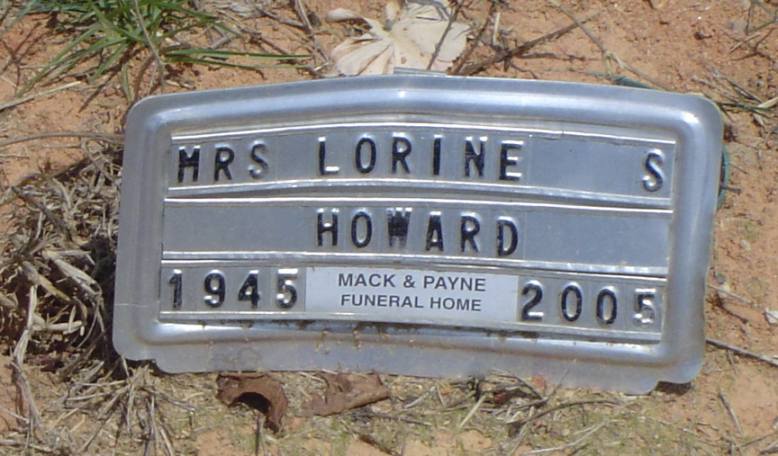 MRS LORINE S
HOWARD
1945 MACK & PAYNE FUNERAL HOME 2005